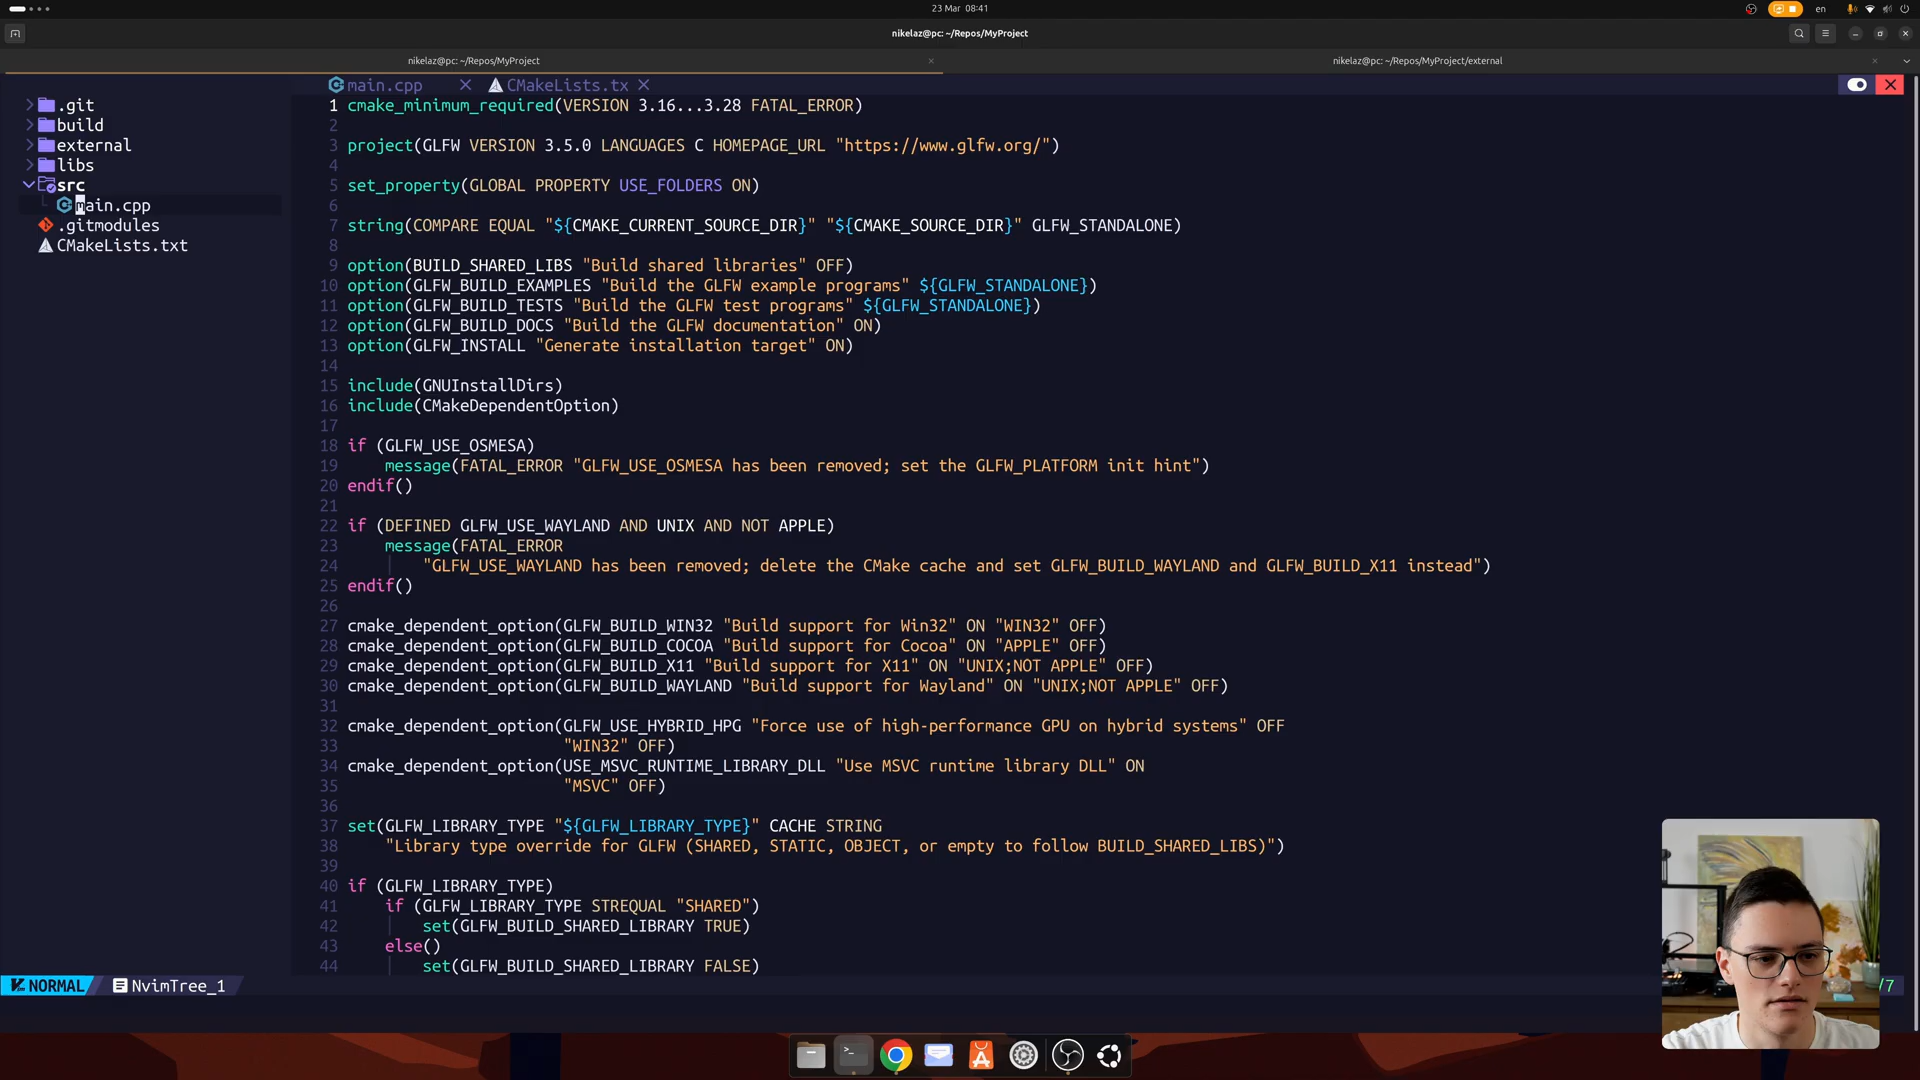 23 Mar 08:41
en
nikelaz@pc: ~/Repos/MyProject
nikelaz@pc: ~/Repos/MyProject
nikelaz@pc: ~/Repos/MyProject/external
main.cpp
CMakeLists.tx
.git
build
external
libs
src
main.cpp
.gitmodules
CMakeLists.txt
1 cmake_minimum_required(VERSION 3.16...3.28 FATAL_ERROR)
2
3 project(GLFW VERSION 3.5.0 LANGUAGES C HOMEPAGE_URL "https://www.glfw.org/")
4
5 set_property(GLOBAL PROPERTY USE_FOLDERS ON)
6
7 string(COMPARE EQUAL "${CMAKE_CURRENT_SOURCE_DIR}" "${CMAKE_SOURCE_DIR}" GLFW_STANDALONE)
8
9 option(BUILD_SHARED_LIBS "Build shared libraries" OFF)
10 option(GLFW_BUILD_EXAMPLES "Build the GLFW example programs" ${GLFW_STANDALONE})
11 option(GLFW_BUILD_TESTS "Build the GLFW test programs" ${GLFW_STANDALONE})
12 option(GLFW_BUILD_DOCS "Build the GLFW documentation" ON)
13 option(GLFW_INSTALL "Generate installation target" ON)
14
15 include(GNUInstallDirs)
16 include(CMakeDependentOption)
17
18 if (GLFW_USE_OSMESA)
19 message(FATAL_ERROR "GLFW_USE_OSMESA has been removed; set the GLFW_PLATFORM init hint")
20 endif()
21
22 if (DEFINED GLFW_USE_WAYLAND AND UNIX AND NOT APPLE)
23 message(FATAL_ERROR
24 "GLFW_USE_WAYLAND has been removed; delete the CMake cache and set GLFW_BUILD_WAYLAND and GLFW_BUILD_X11 instead")
25 endif()
26
27 cmake_dependent_option(GLFW_BUILD_WIN32 "Build support for Win32" ON "WIN32" OFF)
28 cmake_dependent_option(GLFW_BUILD_COCOA "Build support for Cocoa" ON "APPLE" OFF)
29 cmake_dependent_option(GLFW_BUILD_X11 "Build support for X11" ON "UNIX;NOT APPLE" OFF)
30 cmake_dependent_option(GLFW_BUILD_WAYLAND "Build support for Wayland" ON "UNIX;NOT APPLE" OFF)
31
32 cmake_dependent_option(GLFW_USE_HYBRID_HPG "Force use of high-performance GPU on hybrid systems" OFF
33 "WIN32" OFF)
34 cmake_dependent_option(USE_MSVC_RUNTIME_LIBRARY_DLL "Use MSVC runtime library DLL" ON
35 "MSVC" OFF)
36
37 set(GLFW_LIBRARY_TYPE "${GLFW_LIBRARY_TYPE}" CACHE STRING
38 "Library type override for GLFW (SHARED, STATIC, OBJECT, or empty to follow BUILD_SHARED_LIBS)")
39
40 if (GLFW_LIBRARY_TYPE)
41 if (GLFW_LIBRARY_TYPE STREQUAL "SHARED")
42 set(GLFW_BUILD_SHARED_LIBRARY TRUE)
43 else()
44 set(GLFW_BUILD_SHARED_LIBRARY FALSE)
NORMAL NvimTree_1 /7